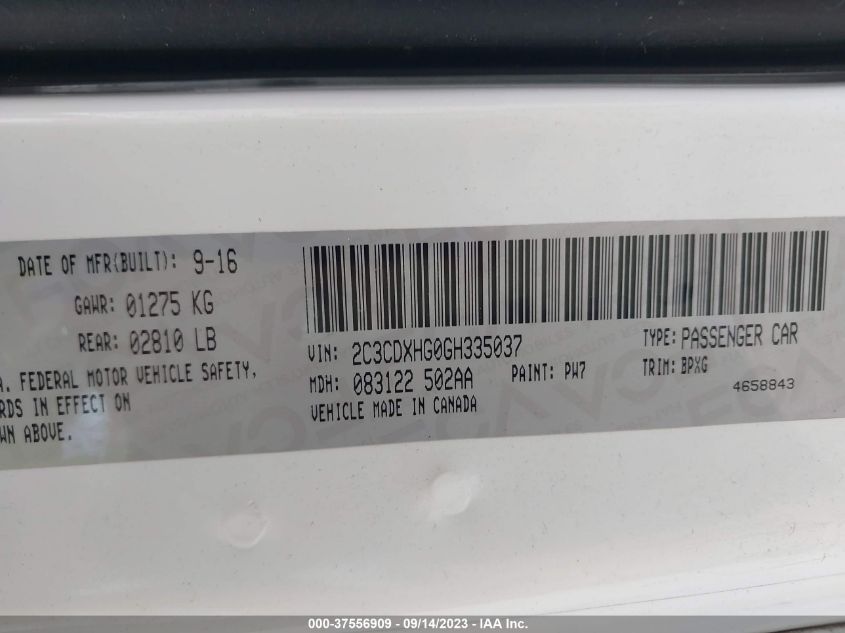 DATE OF MFR(BUILT): 9-16
GAWR: 01275 KG
REAR: 02810 LB
A. FEDERAL MOTOR VEHICLE SAFETY,
RDS IN EFFECT ON
WN ABOVE.
VIN: 2C3CDXHG0GH335037
TYPE: PASSENGER CAR
MDH: 083122 502AA
PAINT: PW7
TRIM: BPXG
VEHICLE MADE IN CANADA
4658843
000-37556909 - 09/14/2023 - IAA Inc.